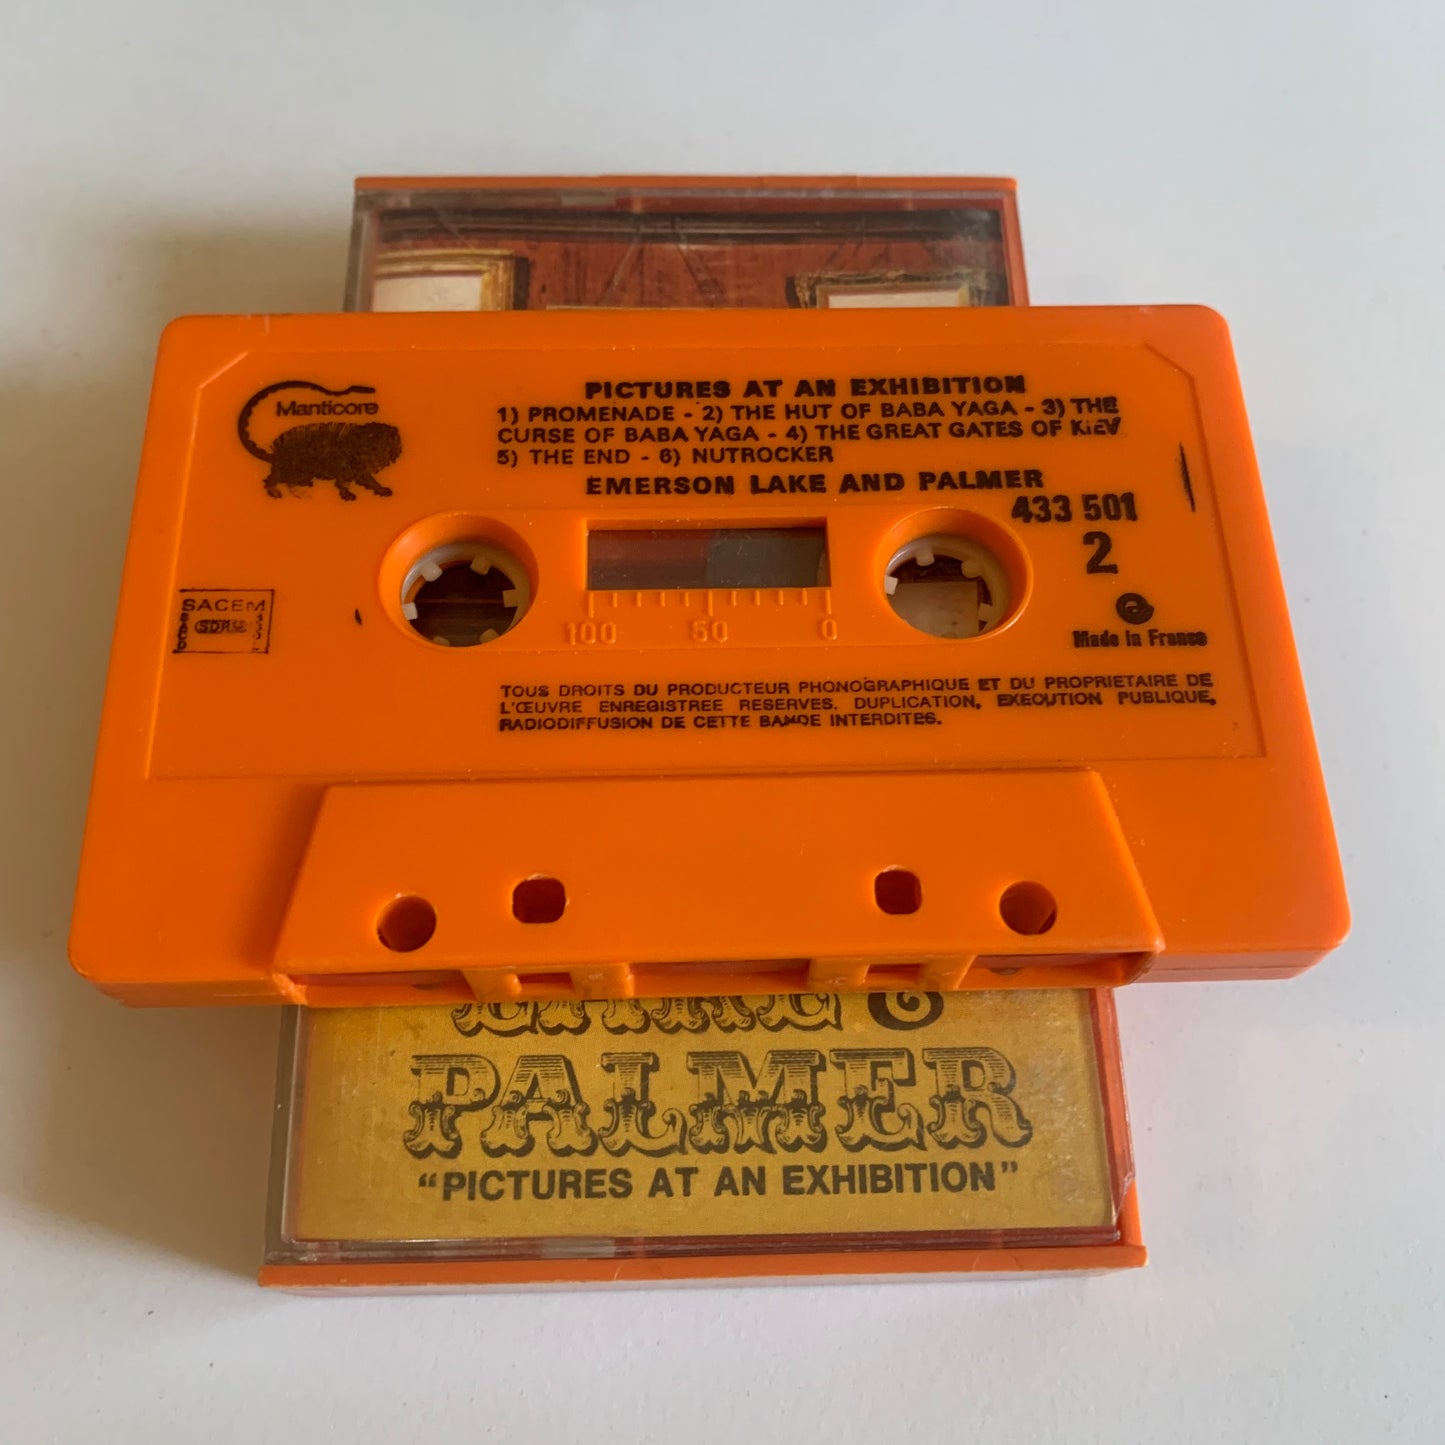 Manticore
PICTURES AT AN EXHIBITION
1) PROMENADE - 2) THE HUT OF BABA YAGA - 3) THE
CURSE OF BABA YAGA - 4) THE GREAT GATES OF KIEV
5) THE END - 6) NUTROCKER
EMERSON LAKE AND PALMER
433 501
2
SACEM
SDRM
100 50 0
Made in France
TOUS DROITS DU PRODUCTEUR PHONOGRAPHIQUE ET DU PROPRIETAIRE DE
L'ŒUVRE ENREGISTREE RESERVES. DUPLICATION, EXECUTION PUBLIQUE,
RADIODIFFUSION DE CETTE BANDE INTERDITES.
LAKE &
PALMER
“PICTURES AT AN EXHIBITION”